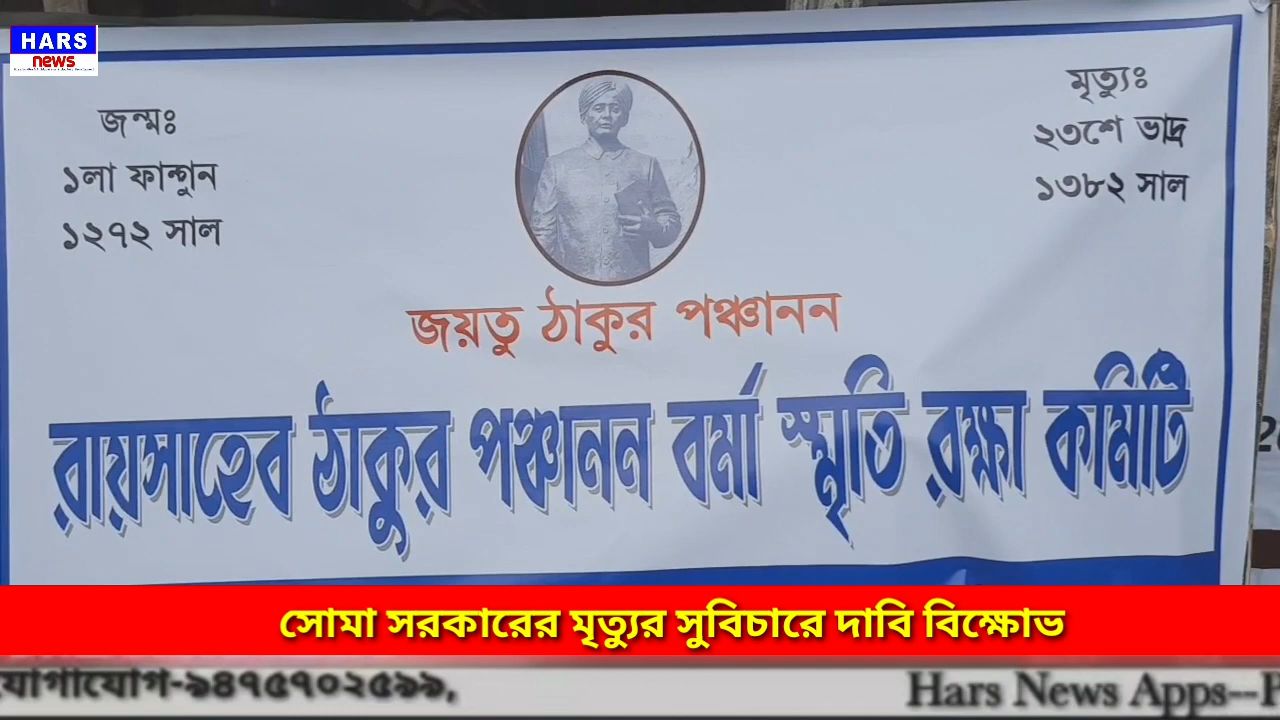 HARS
news
জন্মঃ
১লা ফাল্গুন
১২৭২ সাল
মৃত্যুঃ
২৩শে ভাদ্র
১৩৮২ সাল
জয়তু ঠাকুর পঞ্চানন
রায়সাহেব ঠাকুর পঞ্চানন বর্মা স্মৃতি রক্ষা কমিটি
সোমা সরকারের মৃত্যুর সুবিচারে দাবি বিক্ষোভ
যোগাযোগ-৯৪৭৫৭০২৫৯৯,
Hars News Apps--P